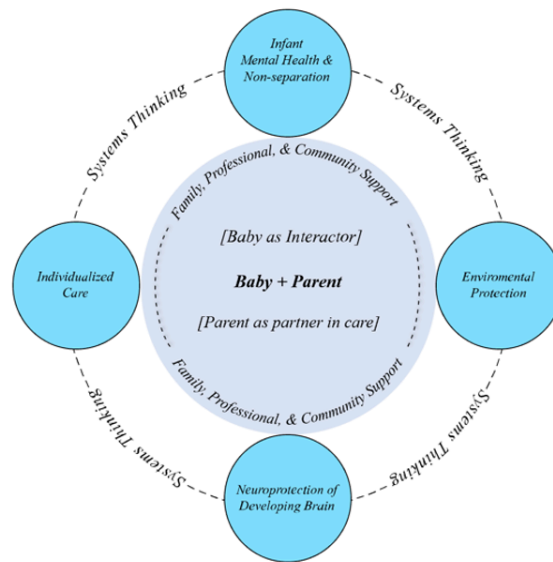 Infant
Mental Health &
Non-separation
Systems Thinking
Systems Thinking
Family, Professional, & Community Support
[Baby as Interactor]
Individualized
Care
Baby + Parent
Enviromental
Protection
[Parent as partner in care]
Family, Professional, & Community Support
Systems Thinking
Systems Thinking
Neuroprotection of
Developing Brain